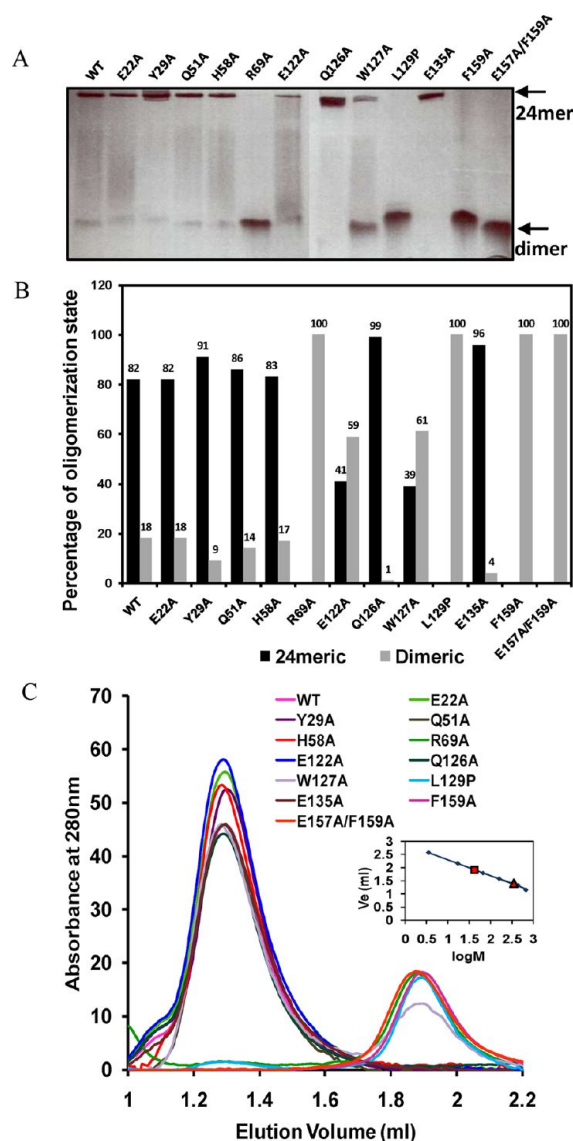 A
WT E22A Y29A Q51A H58A R69A E122A Q126A W127A L129P E135A F159A E157A/F159A
24mer
dimer
B
Percentage of oligomerization state
120
100
80
60
40
20
0
82 18 82 18 91 9 86 14 83 17 100 41 59 99 1 39 61 100 96 4 100 100
WT E22A Y29A Q51A H58A R69A E122A Q126A W127A L129P E135A F159A E157A/F159A
24meric Dimeric
C
Absorbance at 280nm
70
60
50
40
30
20
10
0
WT E22A
Y29A Q51A
H58A R69A
E122A Q126A
W127A L129P
E135A F159A
E157A/F159A
Ve (ml)
3
2.5
2
1.5
1
0.5
0
0 0.5 1 1.5 2 2.5 3
logM
1 1.2 1.4 1.6 1.8 2 2.2
Elution Volume (ml)